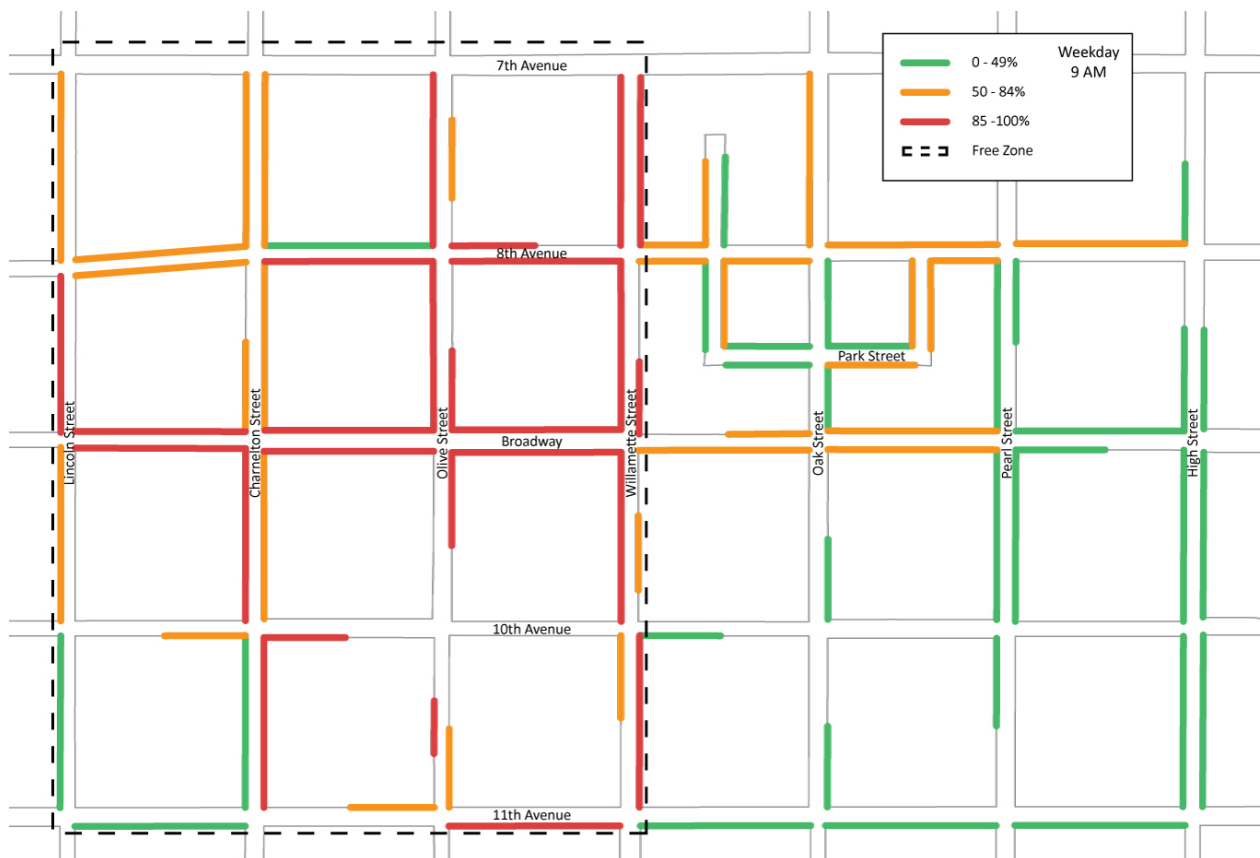 7th Avenue
Weekday
9 AM
0 - 49%
50 - 84%
85 -100%
Free Zone
8th Avenue
Park Street
Lincoln Street
Charnelton Street
Olive Street
Broadway
Willamette Street
Oak Street
Pearl Street
High Street
10th Avenue
11th Avenue